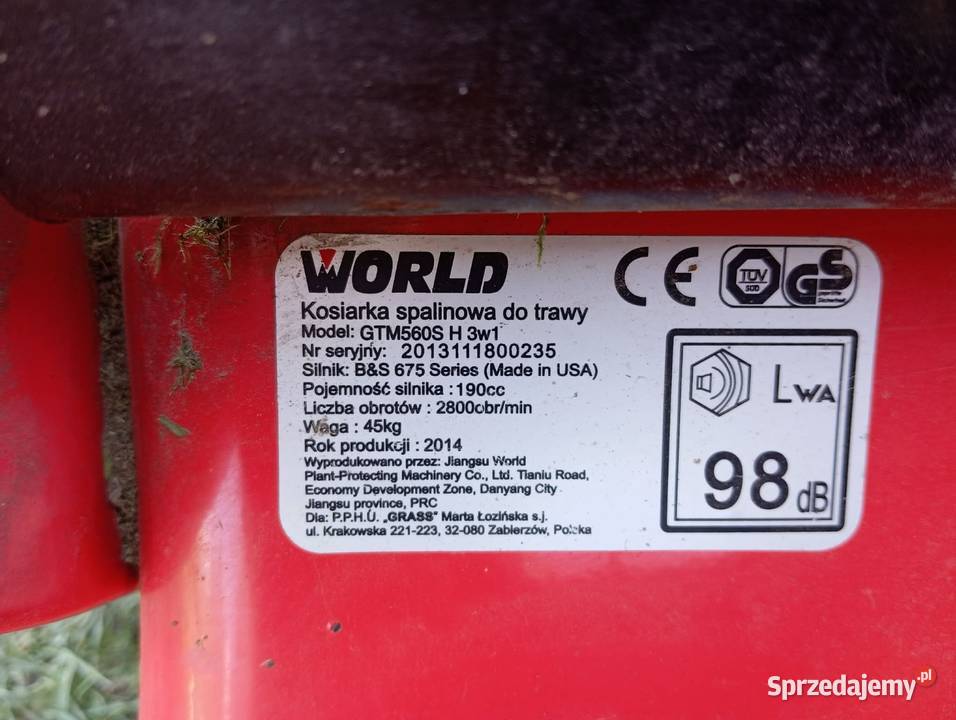 WORLD
CE
TÜV
SÜD
GS
Kosiarka spalinowa do trawy
Model: GTM560S H 3w1
Nr seryjny: 2013111800235
Silnik: B&S 675 Series (Made in USA)
Pojemność silnika : 190cc
Liczba obrotów : 2800obr/min
Waga : 45kg
Rok produkcji : 2014
Wyprodukowano przez: Jiangsu World
Plant-Protecting Machinery Co., Ltd. Tianlu Road,
Economy Development Zone, Danyang City
Jiangsu province, PRC
Dla: P.P.H.U. „GRASS" Marta Łozińska s.j.
ul. Krakowska 221-223, 32-080 Zabierzów, Polska
LWA
98 dB
Sprzedajemy.pl